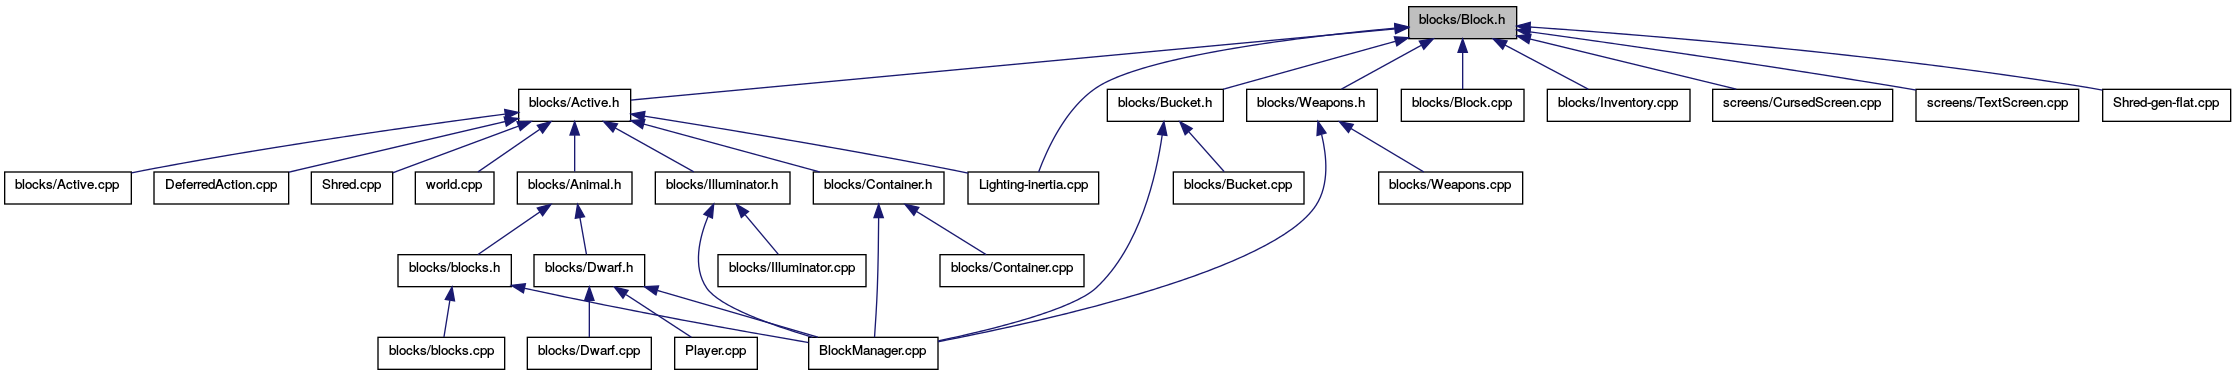 blocks/Block.h
blocks/Active.h
blocks/Bucket.h
blocks/Weapons.h
blocks/Block.cpp
blocks/Inventory.cpp
screens/CursedScreen.cpp
screens/TextScreen.cpp
Shred-gen-flat.cpp
blocks/Active.cpp
DeferredAction.cpp
Shred.cpp
world.cpp
blocks/Animal.h
blocks/Illuminator.h
blocks/Container.h
Lighting-inertia.cpp
blocks/Bucket.cpp
blocks/Weapons.cpp
blocks/blocks.h
blocks/Dwarf.h
blocks/Illuminator.cpp
blocks/Container.cpp
blocks/blocks.cpp
blocks/Dwarf.cpp
Player.cpp
BlockManager.cpp